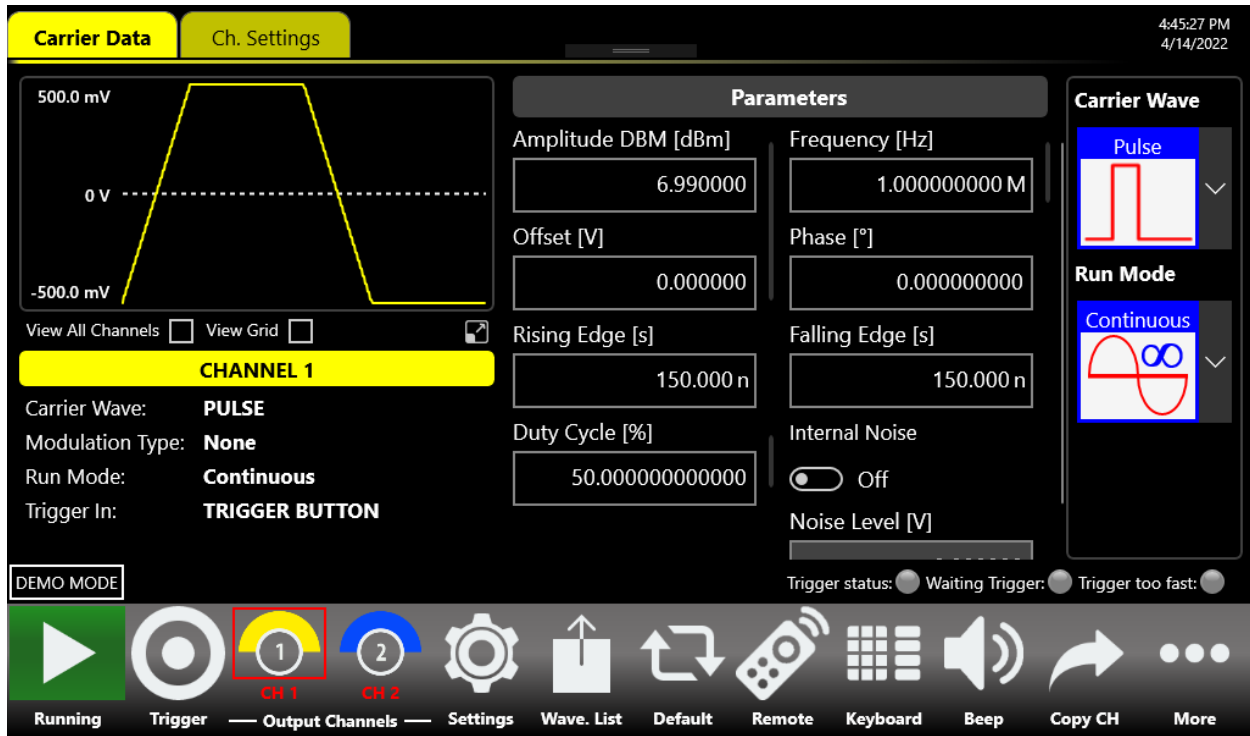 Carrier Data
Ch. Settings
4:45:27 PM
4/14/2022
500.0 mV
0 V
-500.0 mV
View All Channels
View Grid
CHANNEL 1
Carrier Wave: PULSE
Modulation Type: None
Run Mode: Continuous
Trigger In: TRIGGER BUTTON
Parameters
Amplitude DBM [dBm]
6.990000
Frequency [Hz]
1.000000000 M
Offset [V]
0.000000
Phase [°]
0.000000000
Rising Edge [s]
150.000 n
Falling Edge [s]
150.000 n
Duty Cycle [%]
50.000000000000
Internal Noise
Off
Noise Level [V]
Carrier Wave
Pulse
Run Mode
Continuous
∞
DEMO MODE
Trigger status:
Waiting Trigger:
Trigger too fast:
1
CH 1
2
CH 2
Running
Trigger
Output Channels
Settings
Wave. List
Default
Remote
Keyboard
Beep
Copy CH
More